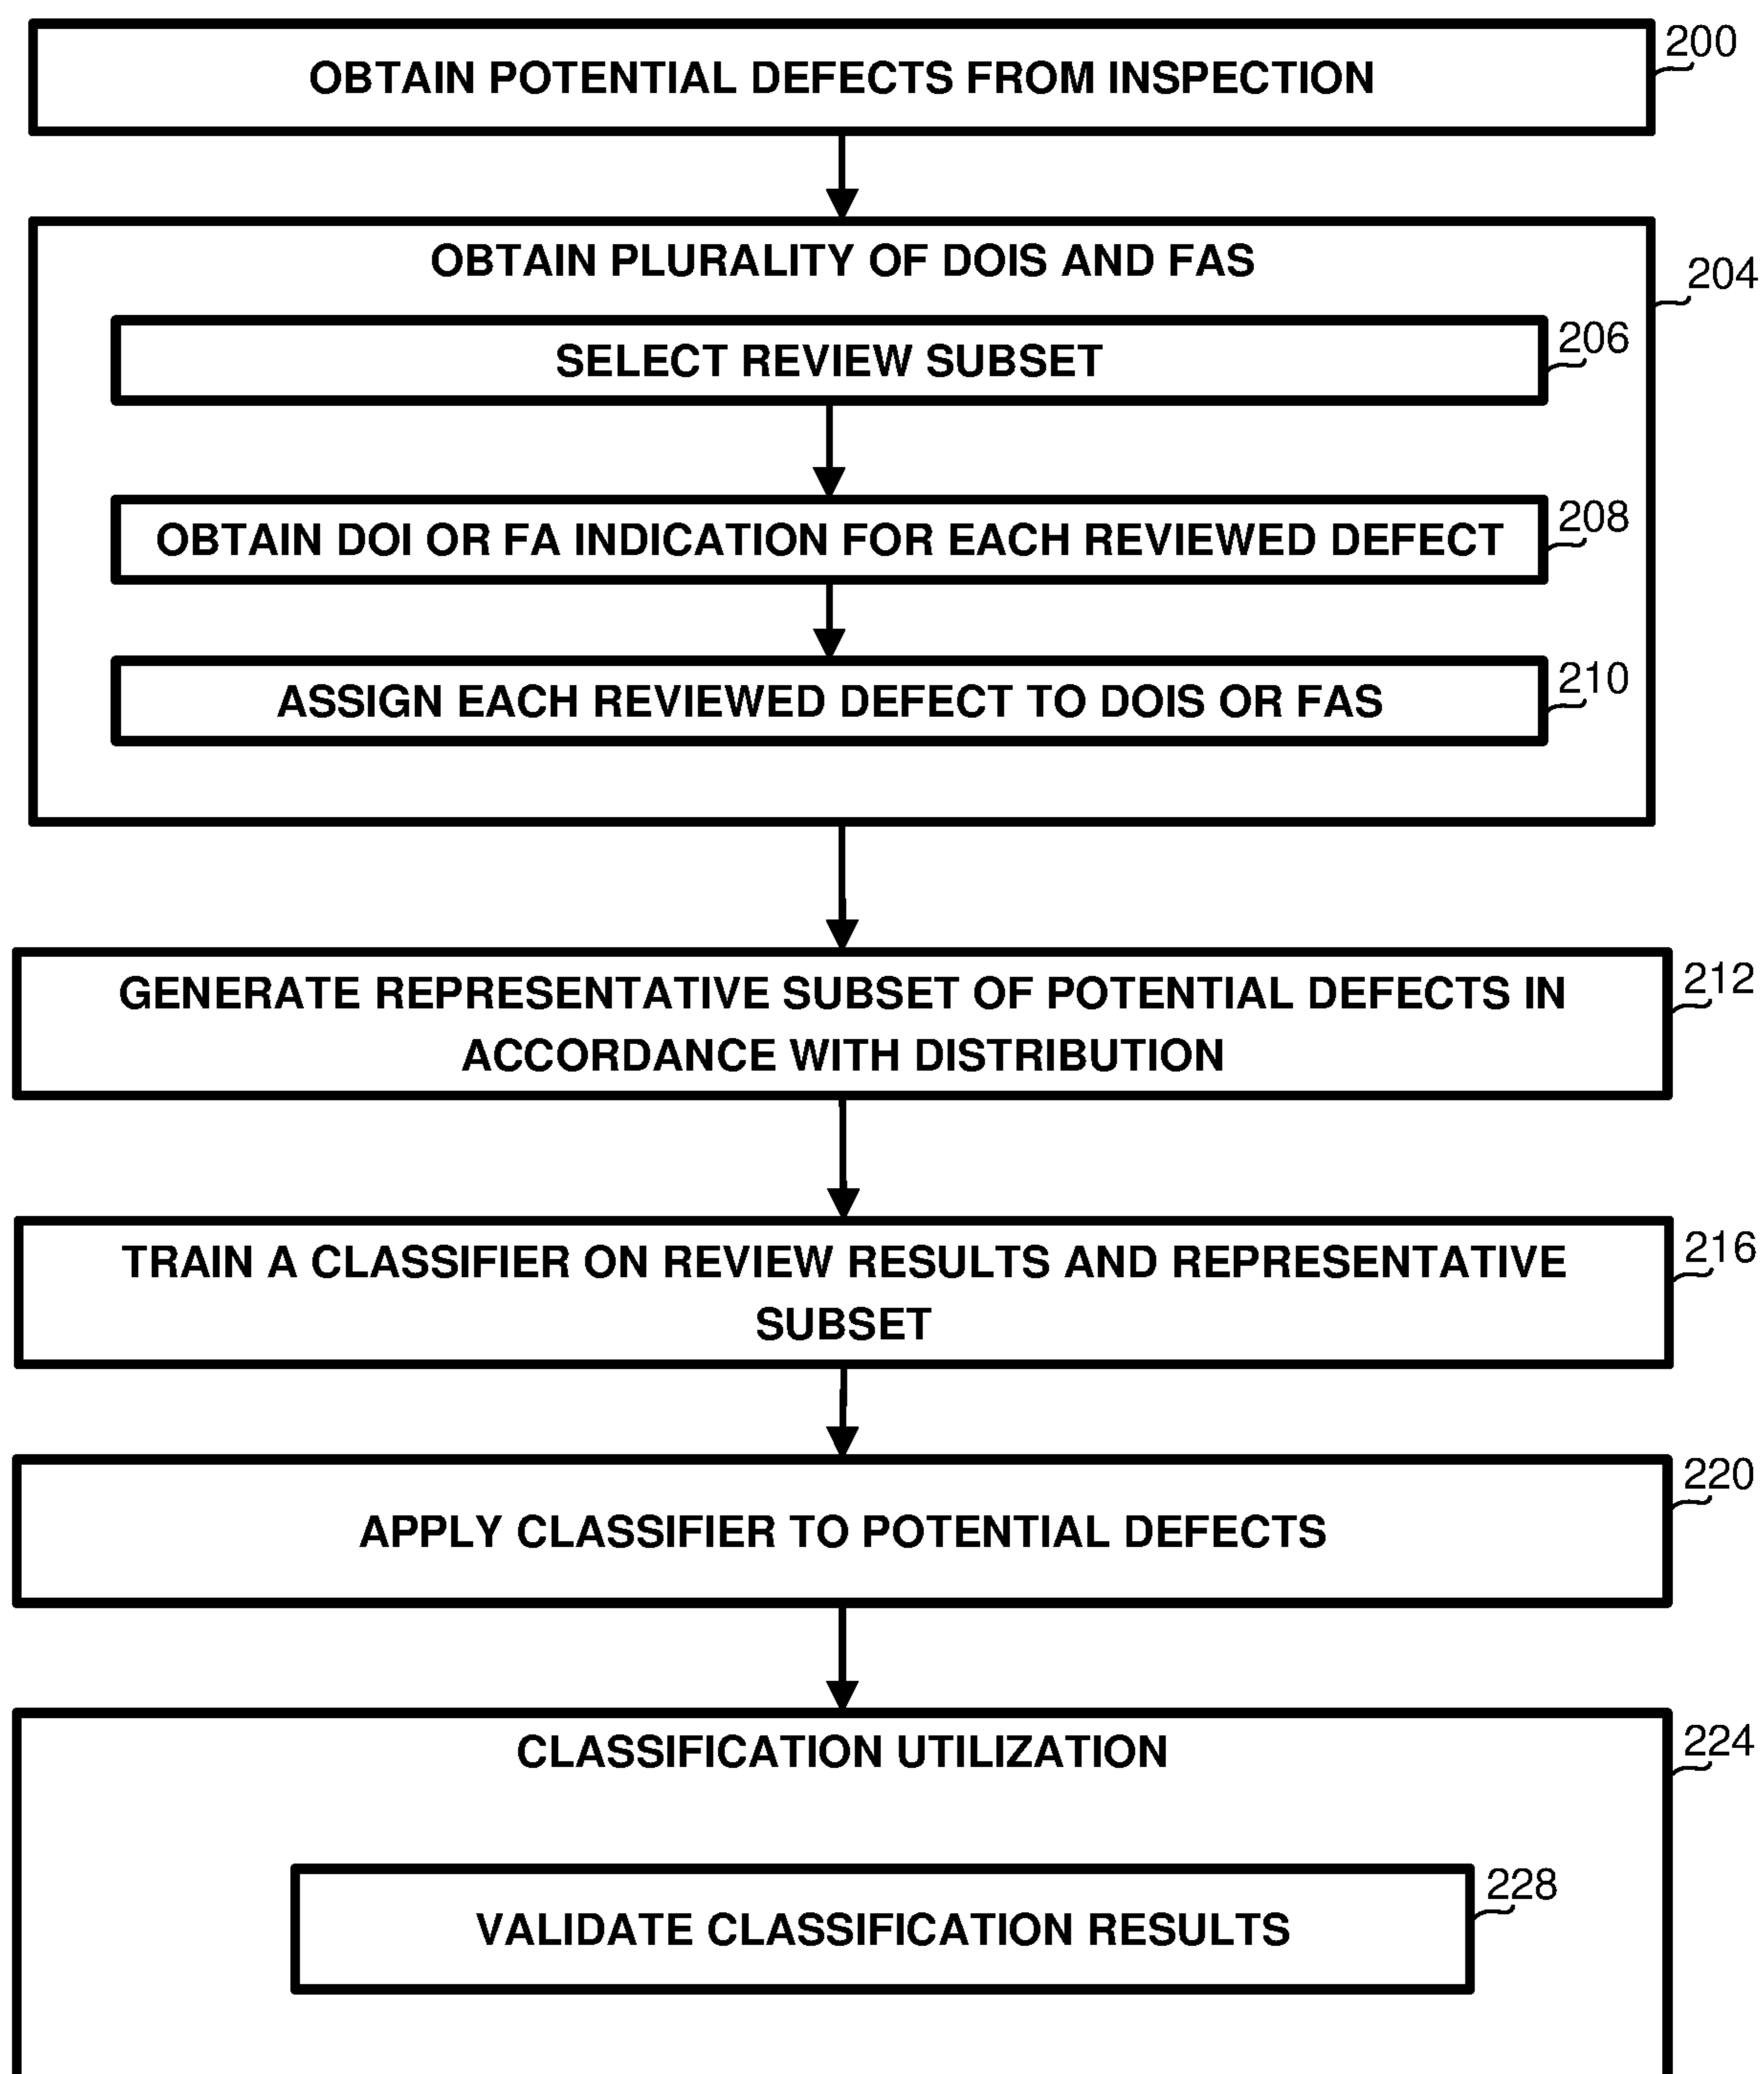 200
OBTAIN POTENTIAL DEFECTS FROM INSPECTION
OBTAIN PLURALITY OF DOIS AND FAS
204
SELECT REVIEW SUBSET
206
OBTAIN DOI OR FA INDICATION FOR EACH REVIEWED DEFECT
208
ASSIGN EACH REVIEWED DEFECT TO DOIS OR FAS
210
GENERATE REPRESENTATIVE SUBSET OF POTENTIAL DEFECTS IN
ACCORDANCE WITH DISTRIBUTION
212
TRAIN A CLASSIFIER ON REVIEW RESULTS AND REPRESENTATIVE
SUBSET
216
APPLY CLASSIFIER TO POTENTIAL DEFECTS
220
CLASSIFICATION UTILIZATION
224
VALIDATE CLASSIFICATION RESULTS
228